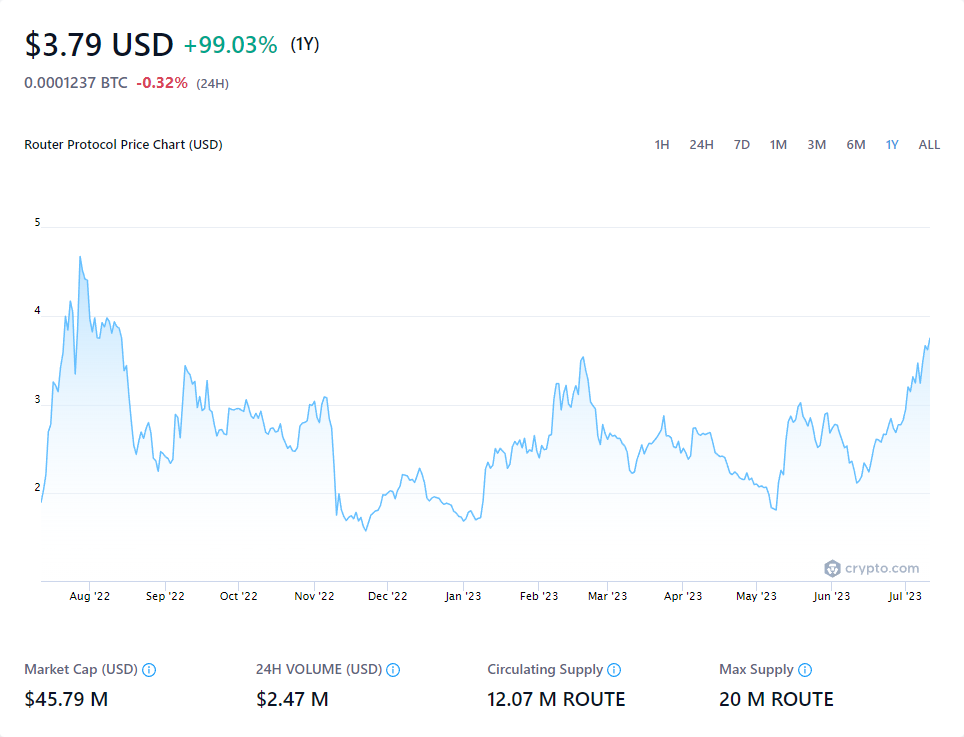 $3.79 USD +99.03% (1Y)
0.0001237 BTC -0.32% (24H)
Router Protocol Price Chart (USD) 1H 24H 7D 1M 3M 6M 1Y ALL
5
4
3
2
crypto.com
Aug '22 Sep '22 Oct '22 Nov '22 Dec '22 Jan '23 Feb '23 Mar '23 Apr '23 May '23 Jun '23 Jul '23
Market Cap (USD) 24H VOLUME (USD) Circulating Supply Max Supply
$45.79 M $2.47 M 12.07 M ROUTE 20 M ROUTE